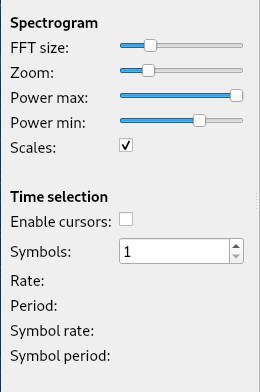 Spectrogram
FFT size:
Zoom:
Power max:
Power min:
Scales:
Time selection
Enable cursors:
Symbols: 1
Rate:
Period:
Symbol rate:
Symbol period: